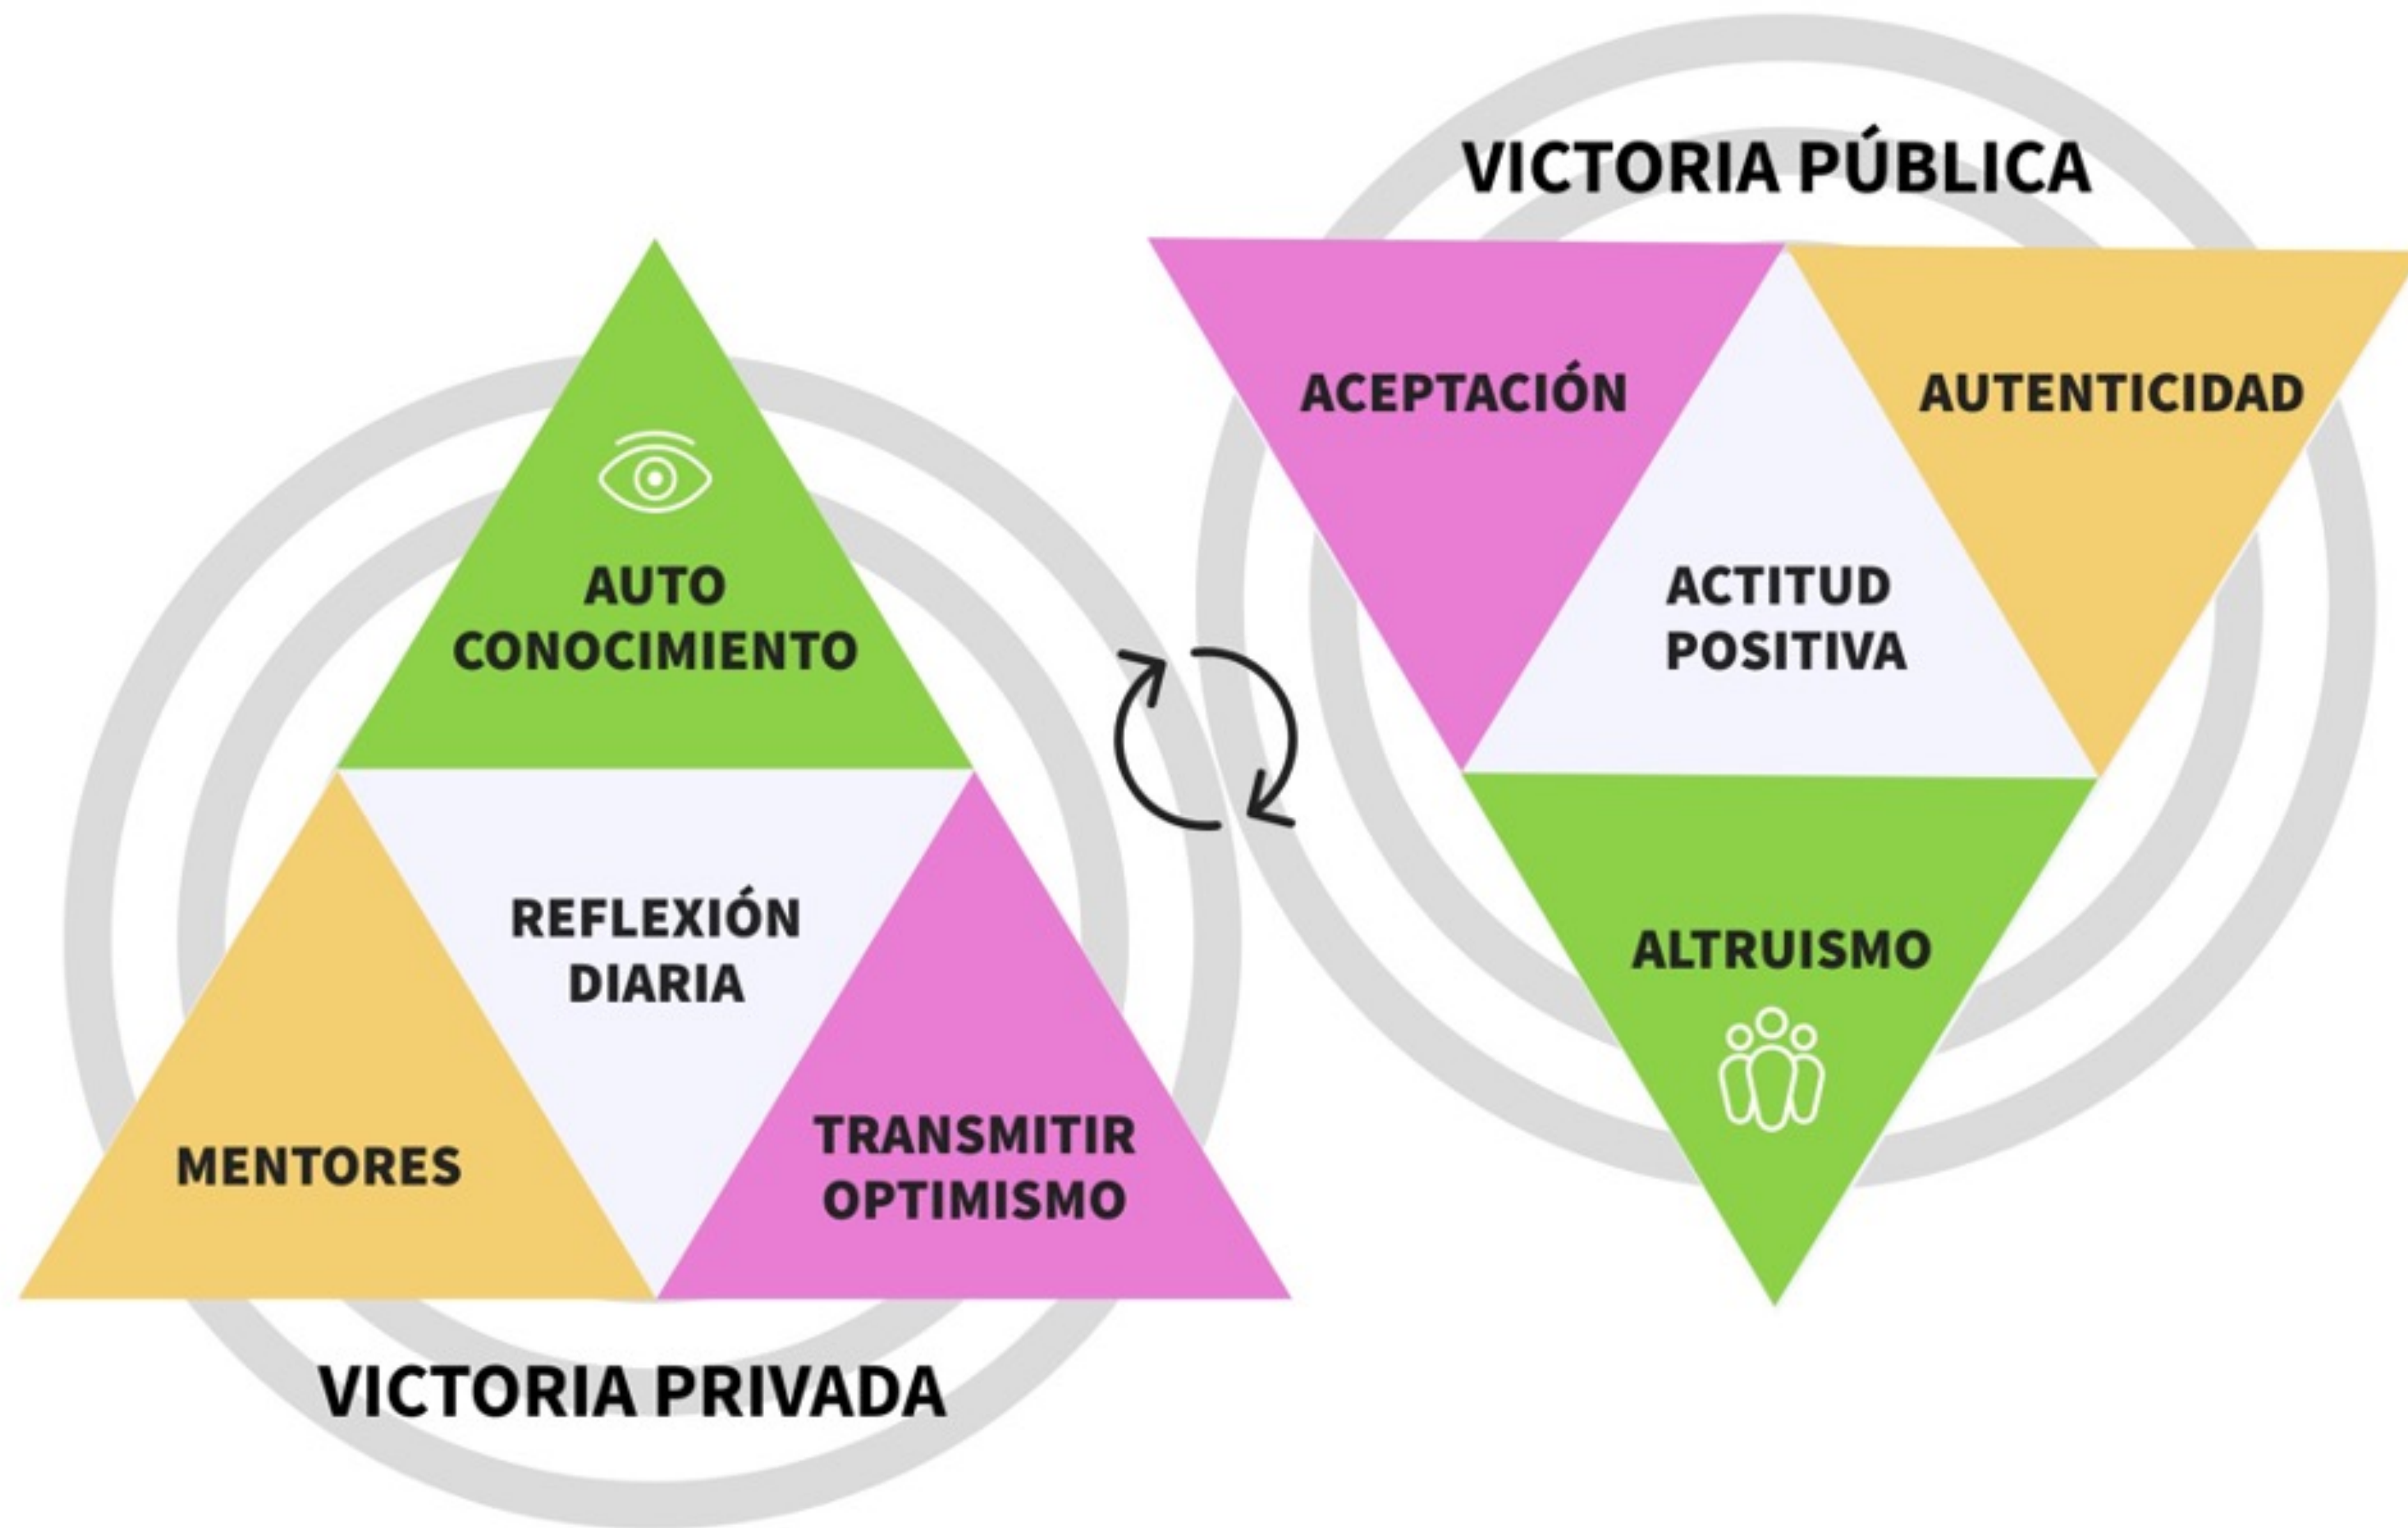 VICTORIA PÚBLICA
ACEPTACIÓN
AUTENTICIDAD
ACTITUD
POSITIVA
ALTRUISMO
AUTO
CONOCIMIENTO
REFLEXIÓN
DIARIA
MENTORES
TRANSMITIR
OPTIMISMO
VICTORIA PRIVADA